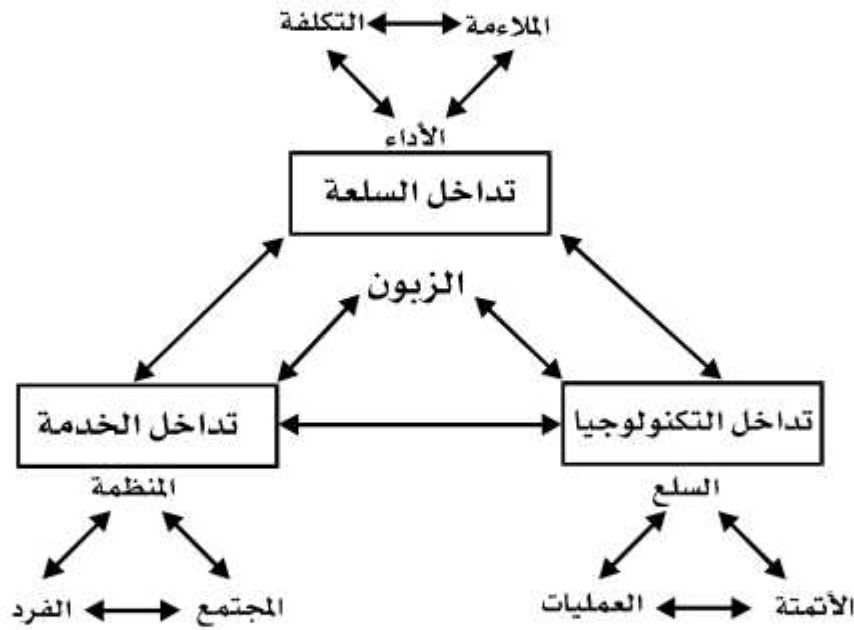 الملاءمة التكلفة
الأداء
تداخل السلعة
الزبون
تداخل التكنولوجيا تداخل الخدمة
السلع المنظمة
الأتمتة العمليات المجتمع الفرد